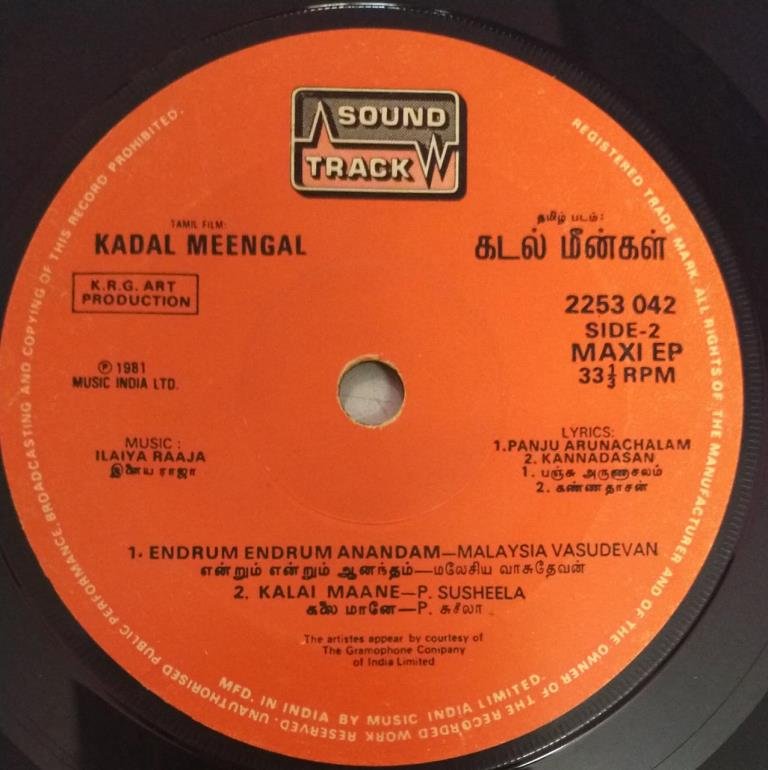 SOUND
TRACK
TAMIL FILM:
KADAL MEENGAL
தமிழ் படம்:
கடல் மீன்கள்
K.R.G. ART
PRODUCTION
2253 042
SIDE-2
MAXI EP
33⅓ RPM
Ⓟ 1981
MUSIC INDIA LTD.
MUSIC:
ILAIYA RAAJA
இளைய ராஜா
LYRICS:
1.PANJU ARUNACHALAM
2. KANNADASAN
1. பஞ்சு அருணாசலம்
2. கண்ணதாசன்
1. ENDRUM ENDRUM ANANDAM—MALAYSIA VASUDEVAN
என்றும் என்றும் ஆனந்தம்—மலேசிய வாசுதேவன்
2. KALAI MAANE—P. SUSHEELA
கலை மானே—P. சுசீலா
The artistes appear by courtesy of
The Gramophone Conpany
of India Limited
MFD. IN INDIA BY MUSIC INDIA LIMITED.
REGISTERED TRADE MARK. ALL RIGHTS OF THE MANUFACTURER AND OF THE OWNER OF THE RECORDED WORK RESERVED. UNAUTHORISED PUBLIC PERFORMANCE, BROADCASTING AND COPYING OF THIS RECORD PROHIBITED.